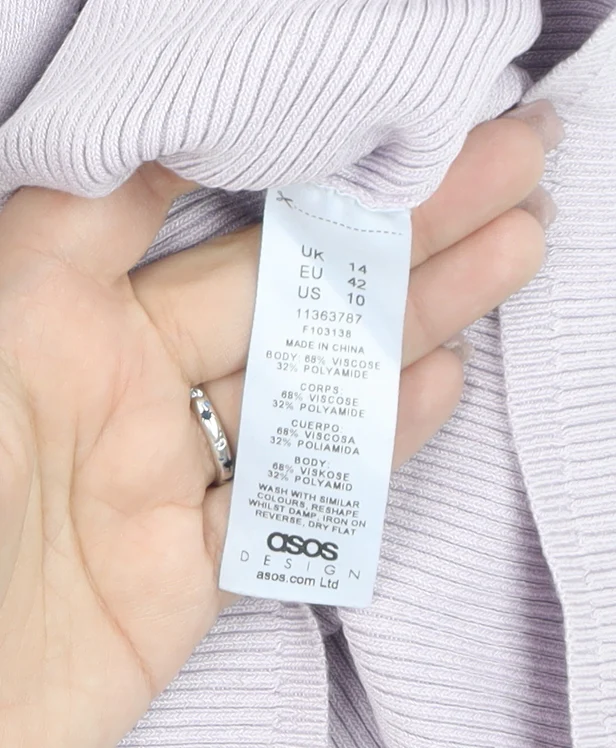 UK 14
EU 42
US 10
11363787
F103138
MADE IN CHINA
BODY: 68% VISCOSE
32% POLYAMIDE
CORPS:
68% VISCOSE
32% POLYAMIDE
CUERPO:
68% VISCOSA
32% POLIAMIDA
BODY:
68% VISKOSE
32% POLYAMID
WASH WITH SIMILAR
COLOURS, RESHAPE
WHILST DAMP, IRON ON
REVERSE, DRY FLAT
asos
DESIGN
asos.com Ltd